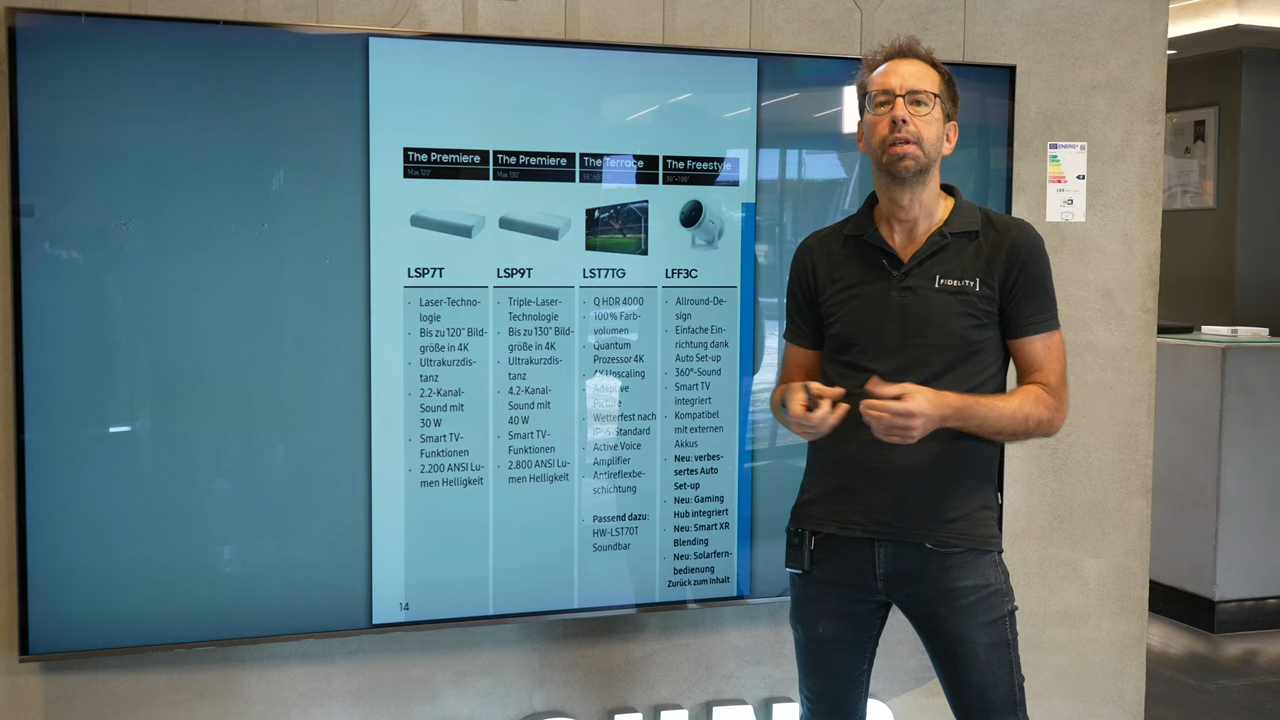 The Premiere
Max 120"
The Premiere
Max 130"
The Terrace
The Freestyle
30"-100"
LSP7T
LSP9T
LST7TG
LFF3C
· Laser-Techno-
logie
· Bis zu 120" Bild-
größe in 4K
· Ultrakurzdis-
tanz
· 2.2-Kanal-
Sound mit
30 W
· Smart TV-
Funktionen
· 2.200 ANSI Lu-
men Helligkeit
· Triple-Laser-
Technologie
· Bis zu 130" Bild-
größe in 4K
· Ultrakurzdis-
tanz
· 4.2-Kanal-
Sound mit
40 W
· Smart TV-
Funktionen
· 2.800 ANSI Lu-
men Helligkeit
· Q HDR 4000
· 100% Farb-
volumen
· Quantum
Prozessor 4K
· 4K Upscaling
· Adaptive
Picture
· Wetterfest nach
IP55-Standard
· Active Voice
Amplifier
· Antireflexbe-
schichtung
· Passend dazu:
HW-LST70T
Soundbar
· Allround-De-
sign
· Einfache Ein-
richtung dank
Auto Set-up
· 360°-Sound
· Smart TV
integriert
· Kompatibel
mit externen
Akkus
· Neu: verbes-
sertes Auto
Set-up
· Neu: Gaming
Hub integriert
· Neu: Smart XR
Blending
· Neu: Solarfern-
bedienung
Zurück zum Inhalt
14
[FIDELITY]
ENERG